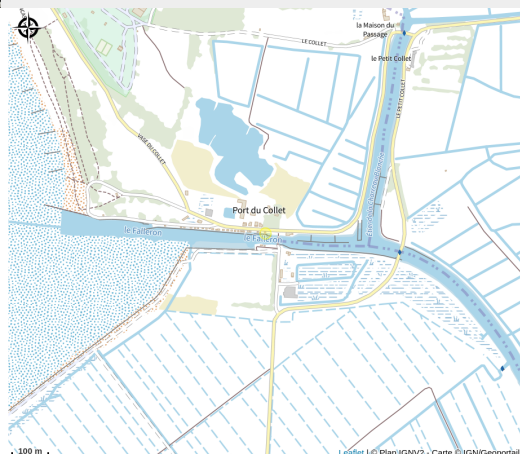 la Maison du
Passage
LE COLLET
le Petit Collet
LE PETIT COLLET
VOIE DU COLLET
Port du Collet
le Falleron
le Falleron
100 m
Leaflet | © Plan IGNV2 - Carte © IGN/Geoportail